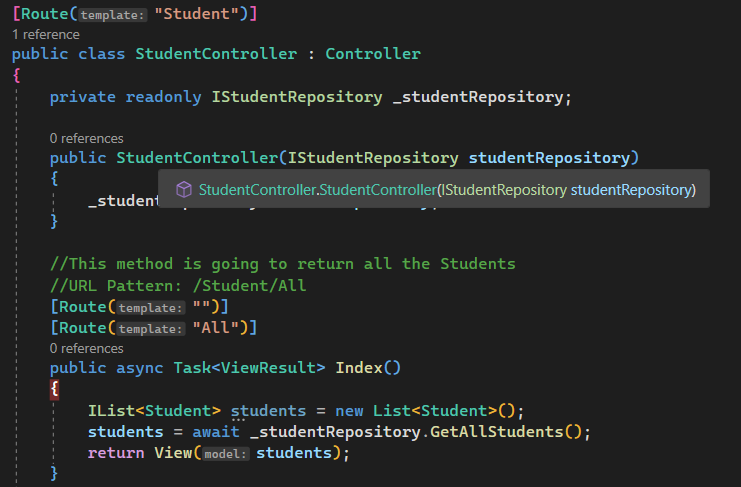 [Route(template: "Student")]
1 reference
public class StudentController : Controller
{
private readonly IStudentRepository _studentRepository;
0 references
public StudentController(IStudentRepository studentRepository)
{
StudentController.StudentController(IStudentRepository studentRepository)
_student
}
//This method is going to return all the Students
//URL Pattern: /Student/All
[Route(template: "")]
[Route(template: "All")]
0 references
public async Task<ViewResult> Index()
{
IList<Student> students = new List<Student>();
students = await _studentRepository.GetAllStudents();
return View(model: students);
}